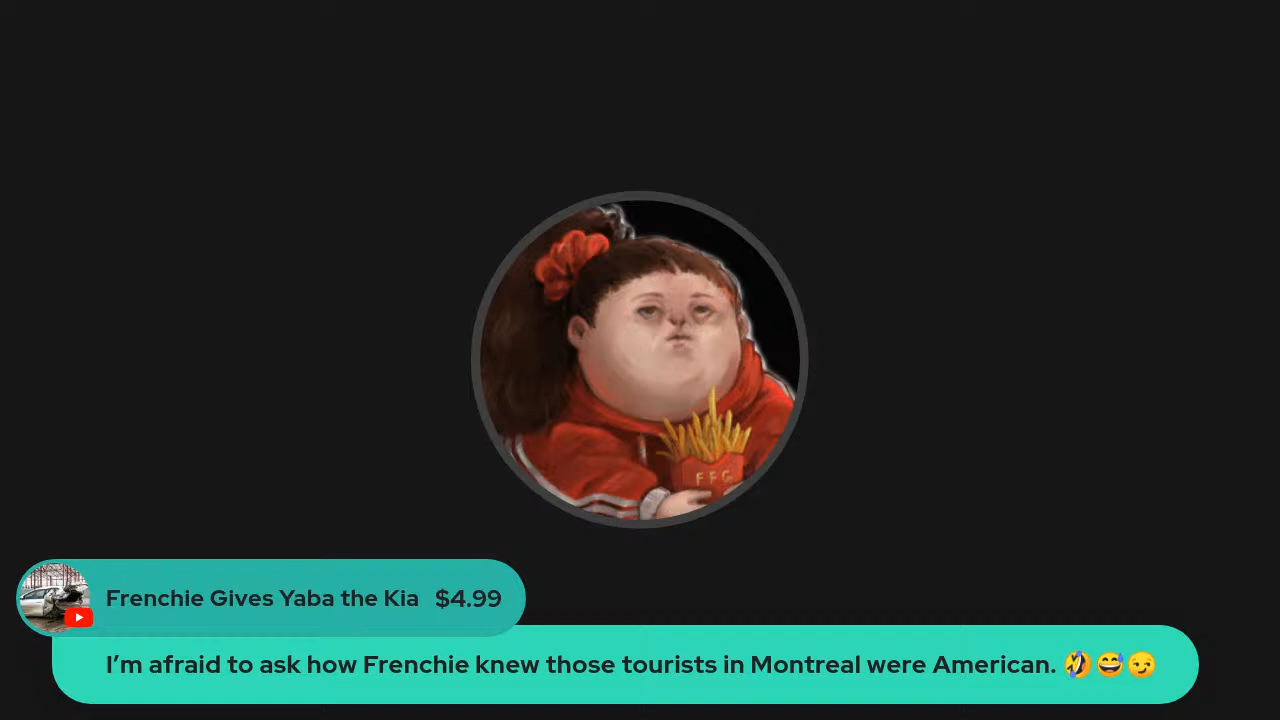 FFG
Frenchie Gives Yaba the Kia $4.99
I’m afraid to ask how Frenchie knew those tourists in Montreal were American. 🤣😅😏